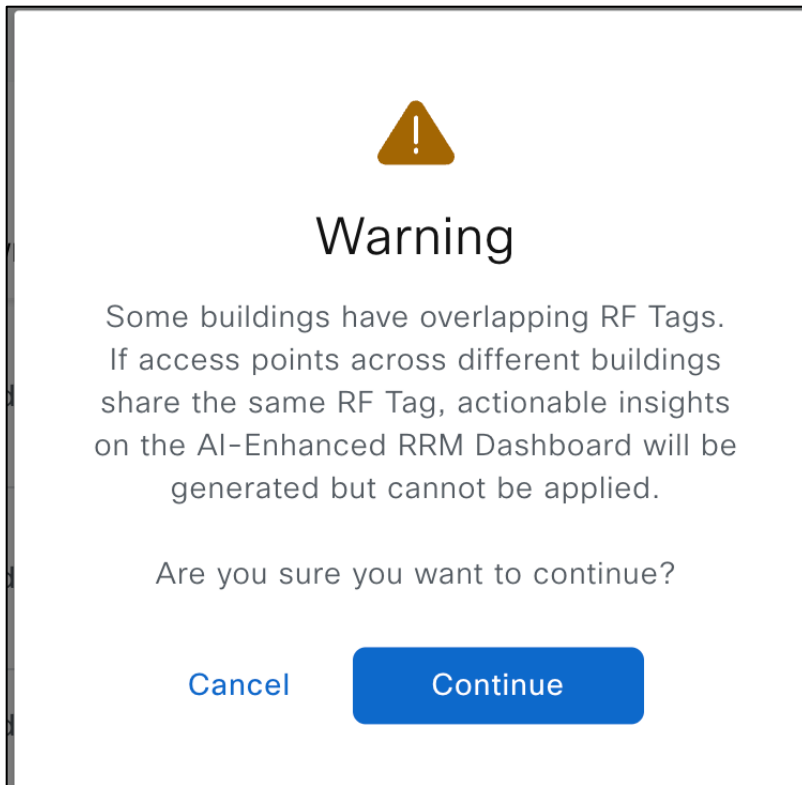 Warning
Some buildings have overlapping RF Tags.
If access points across different buildings
share the same RF Tag, actionable insights
on the AI-Enhanced RRM Dashboard will be
generated but cannot be applied.
Are you sure you want to continue?
Cancel
Continue